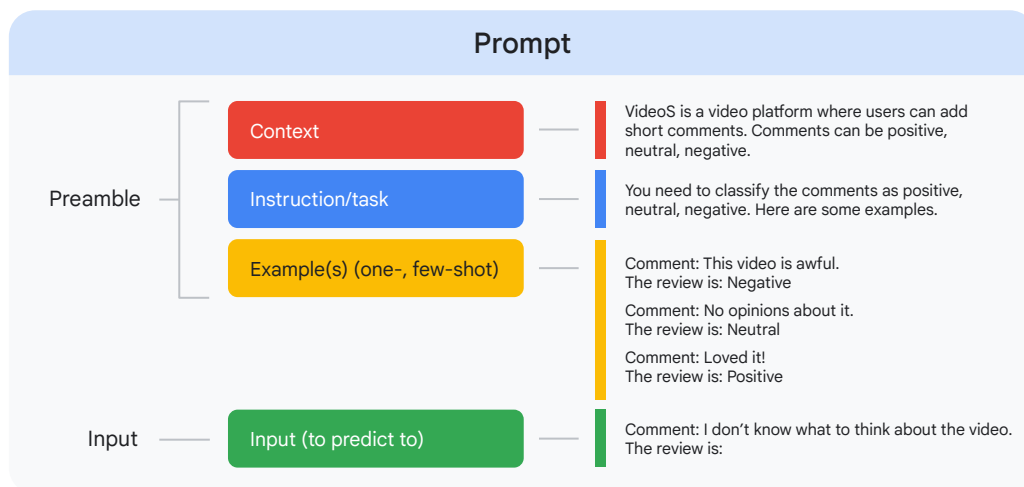 Prompt
Preamble
Context
VideoS is a video platform where users can add
short comments. Comments can be positive,
neutral, negative.
Instruction/task
You need to classify the comments as positive,
neutral, negative. Here are some examples.
Example(s) (one-, few-shot)
Comment: This video is awful.
The review is: Negative
Comment: No opinions about it.
The review is: Neutral
Comment: Loved it!
The review is: Positive
Input
Input (to predict to)
Comment: I don’t know what to think about the video.
The review is: